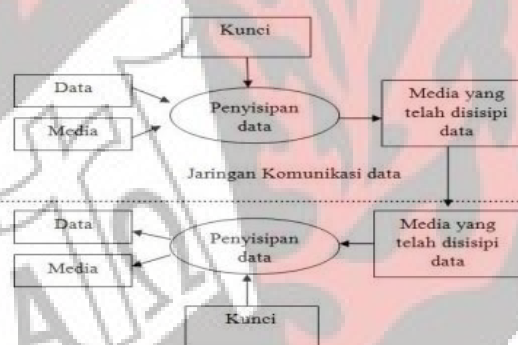 Kunci
Data
Media
Penyisipan
data
Media yang
telah disisipi
data
Jaringan Komunikasi data
Data
Media
Penyisipan
data
Media yang
telah disisipi
data
Kunci